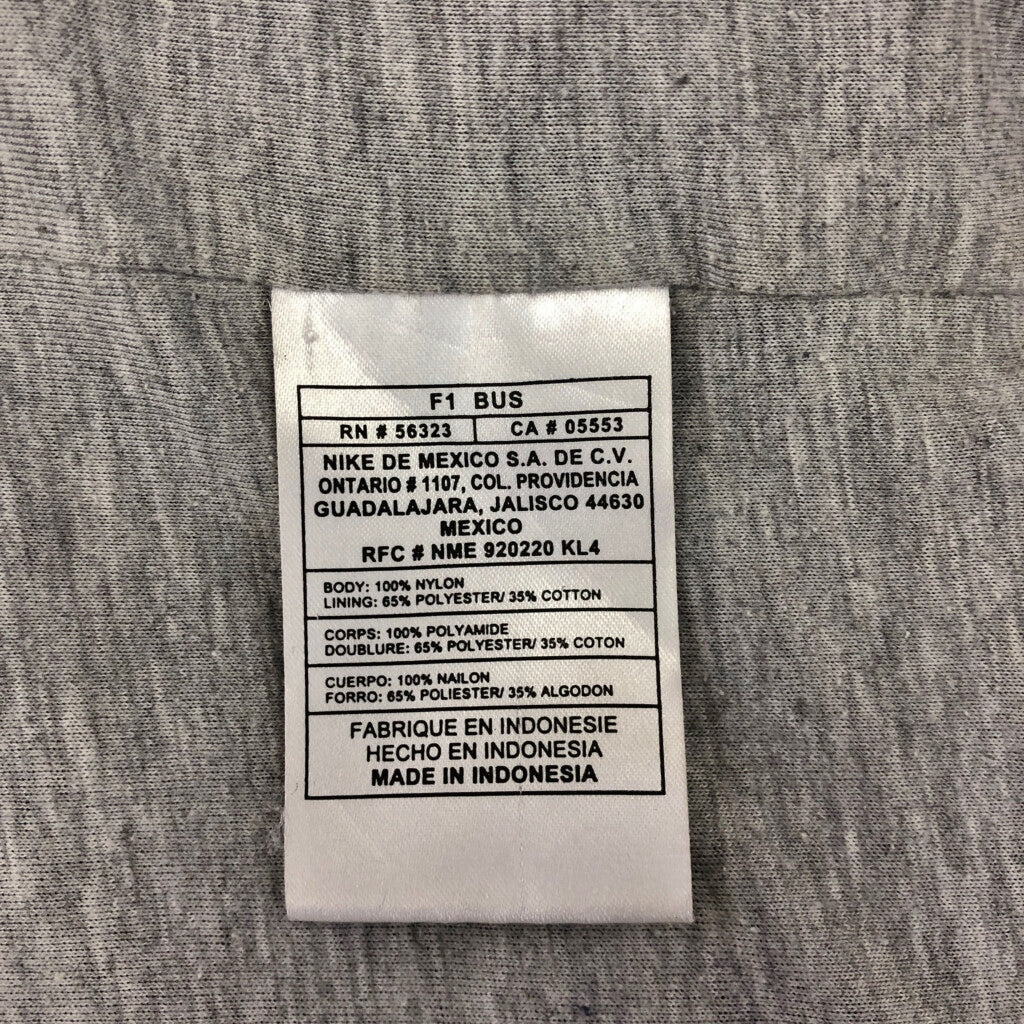 F1 BUS
RN # 56323 CA # 05553
NIKE DE MEXICO S.A. DE C.V.
ONTARIO # 1107, COL. PROVIDENCIA
GUADALAJARA, JALISCO 44630
MEXICO
RFC # NME 920220 KL4
BODY: 100% NYLON
LINING: 65% POLYESTER/ 35% COTTON
CORPS: 100% POLYAMIDE
DOUBLURE: 65% POLYESTER/ 35% COTON
CUERPO: 100% NAILON
FORRO: 65% POLIESTER/ 35% ALGODON
FABRIQUE EN INDONESIE
HECHO EN INDONESIA
MADE IN INDONESIA